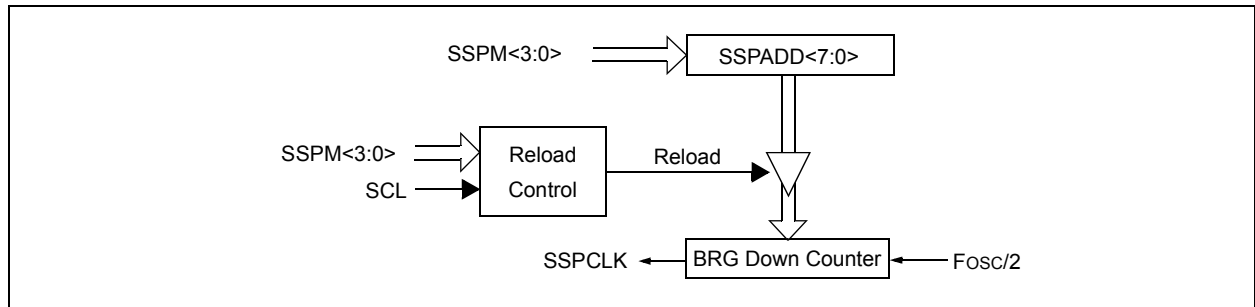 SSPM<3:0>
SSPADD<7:0>
SSPM<3:0>
SCL
Reload
Control
Reload
SSPCLK
BRG Down Counter
FOSC/2